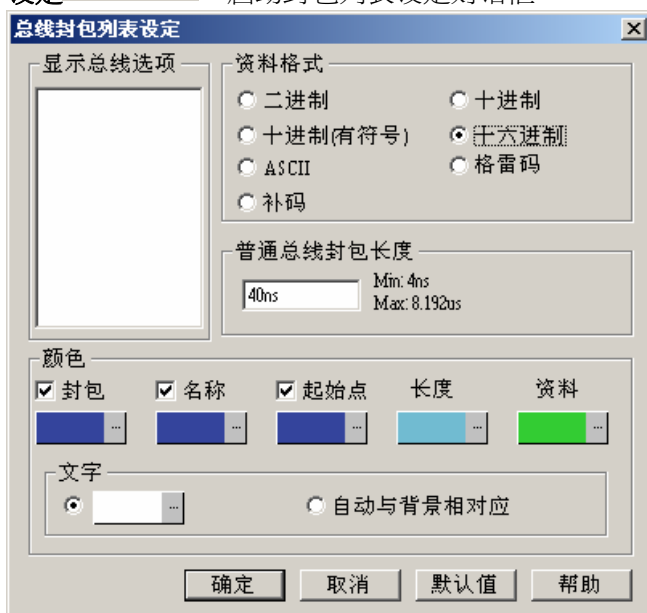 总线封包列表设定
显示总线选项
资料格式
二进制
十进制
十进制(有符号)
十六进制
ASCII
格雷码
补码
普通总线封包长度
40ns
Min: 4ns
Max: 8.192us
颜色
封包
名称
起始点
长度
资料
...
...
...
...
...
文字
...
自动与背景相对应
确定
取消
默认值
帮助